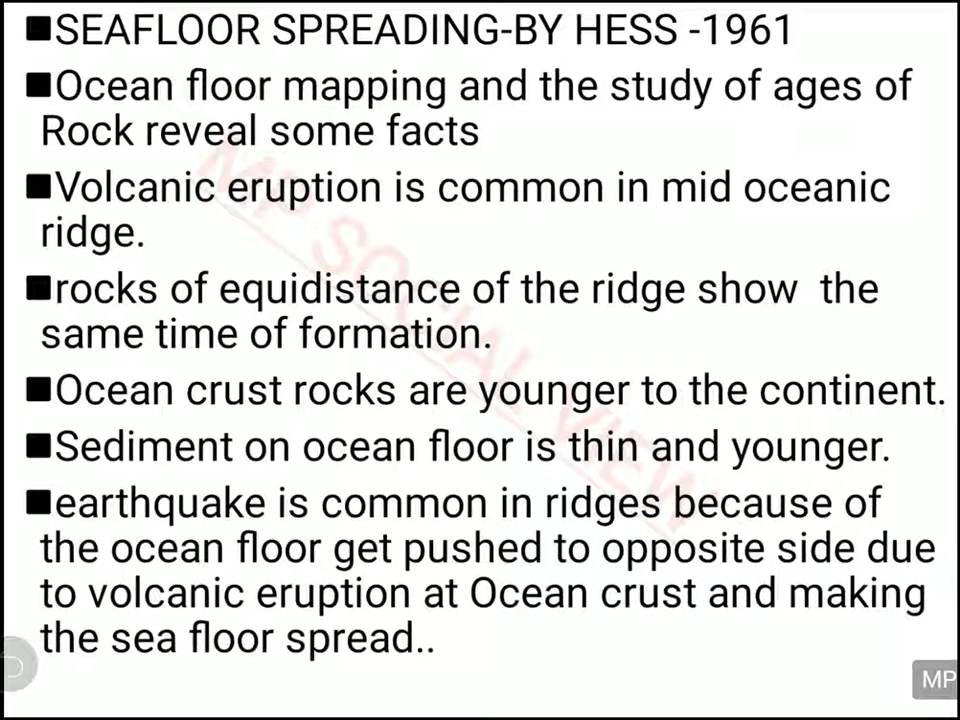 ■SEAFLOOR SPREADING-BY HESS -1961
■Ocean floor mapping and the study of ages of
Rock reveal some facts
■Volcanic eruption is common in mid oceanic
ridge.
■rocks of equidistance of the ridge show  the
same time of formation.
■Ocean crust rocks are younger to the continent.
■Sediment on ocean floor is thin and younger.
■earthquake is common in ridges because of
the ocean floor get pushed to opposite side due
to volcanic eruption at Ocean crust and making
the sea floor spread..
MP SOCIAL VIEW
MP